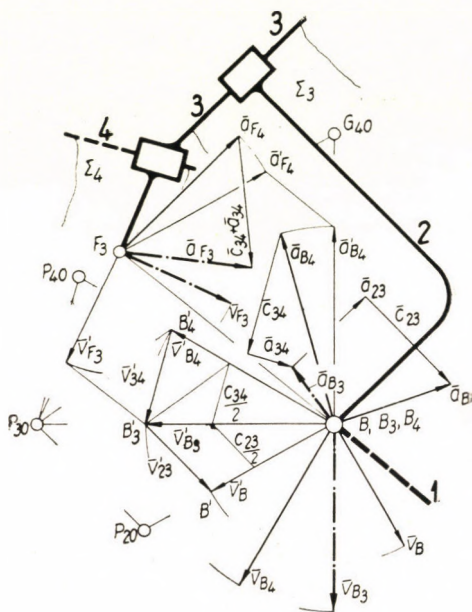 3
3
Σ3
4
Σ4
G40
āF4
ā'F4
2
F3
c̄34+ā34
P40
āF3
ā'B4
āB4
ā23
c̄23
v̄F3
c̄34
v̄'F3
B'4
v̄'B4
ā34
āB3
v̄'34
c34/2
P30
B'3
v̄'B3
B, B3, B4
c23/2
v̄'23
v̄'B
1
B'
P20
v̄B
v̄B4
v̄B3